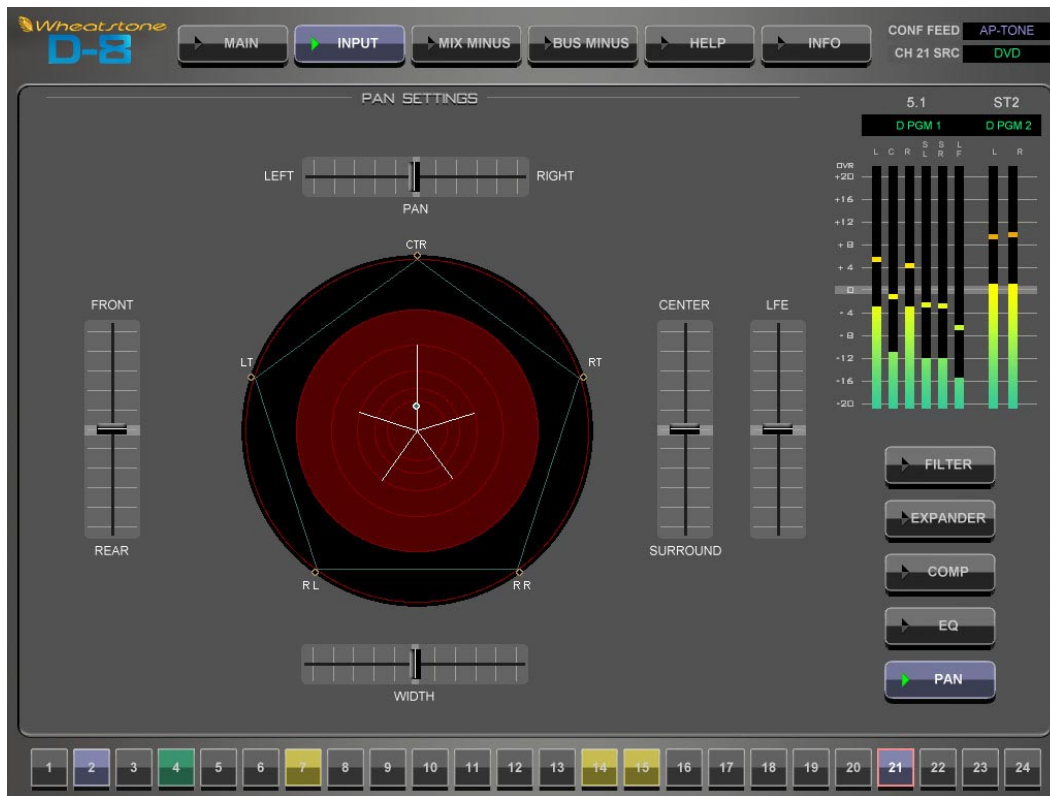 Wheatstone
D-8
MAIN
INPUT
MIX MINUS
BUS MINUS
HELP
INFO
CONF FEED AP-TONE
CH 21 SRC DVD
PAN SETTINGS
5.1 ST2
D PGM 1 D PGM 2
L C R SL SR LF L R
OVR
+20
+16
+12
+8
+4
0
-4
-8
-12
-16
-20
LEFT
RIGHT
PAN
CTR
LT
RT
RL
RR
FRONT
REAR
CENTER
SURROUND
LFE
WIDTH
FILTER
EXPANDER
COMP
EQ
PAN
1 2 3 4 5 6 7 8 9 10 11 12 13 14 15 16 17 18 19 20 21 22 23 24